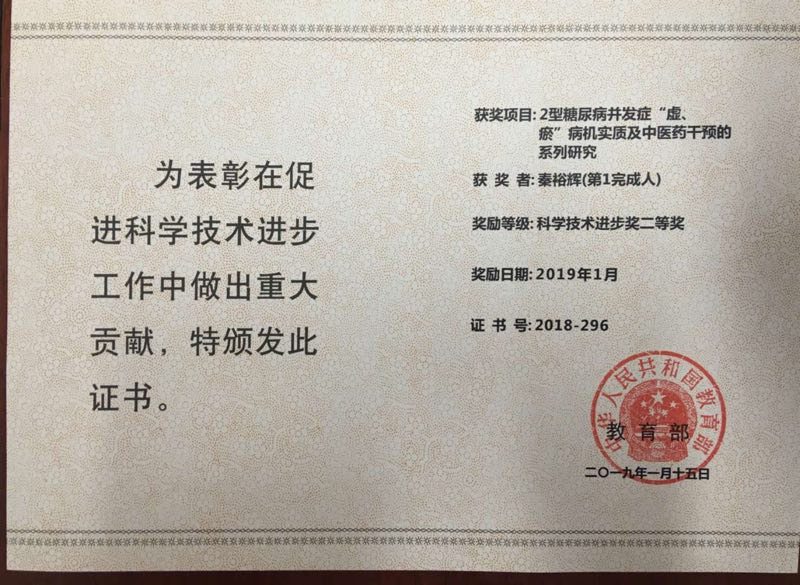 为表彰在促
进科学技术进步
工作中做出重大
贡献，特颁发此
证书。
获奖项目:2型糖尿病并发症“虚、
瘀”病机实质及中医药干预的
系列研究
获 奖 者:秦裕辉(第1完成人)
奖励等级:科学技术进步奖二等奖
奖励日期:2019年1月
证 书 号:2018-296
中华人民共和国教育部
教 育 部
二〇一九年一月十五日